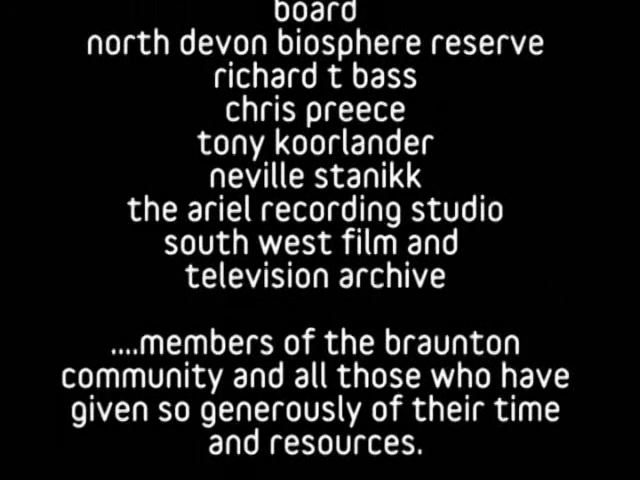 board
north devon biosphere reserve
richard t bass
chris preece
tony koorlander
neville stanikk
the ariel recording studio
south west film and
television archive
....members of the braunton
community and all those who have
given so generously of their time
and resources.